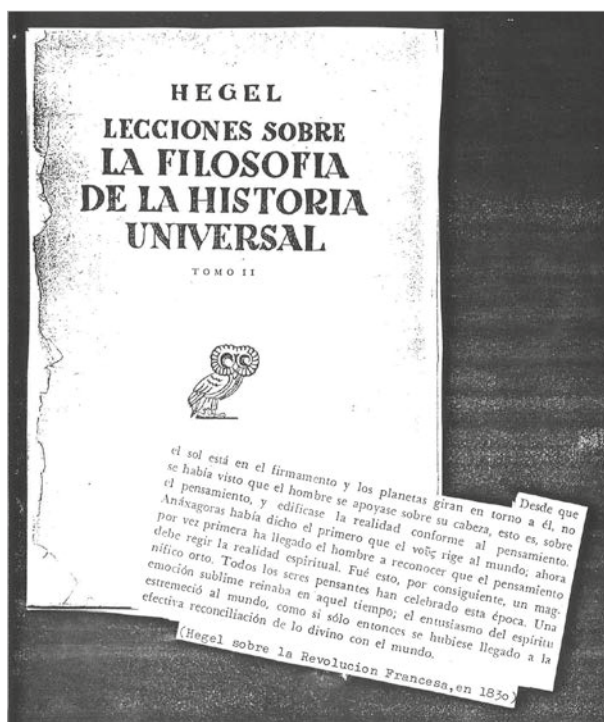 HEGEL
LECCIONES SOBRE
LA FILOSOFIA
DE LA HISTORIA
UNIVERSAL
TOMO II
Desde que
el sol está en el firmamento y los planetas giran en torno a él, no
se había visto que el hombre se apoyase sobre su cabeza, esto es, sobre
el pensamiento, y edificase la realidad conforme al pensamiento.
Anáxagoras había dicho el primero que el νοῦς rige al mundo; ahora
por vez primera ha llegado el hombre a reconocer que el pensamiento
debe regir la realidad espiritual. Fué esto, por consiguiente, un mag-
nífico orto. Todos los seres pensantes han celebrado esta época. Una
emoción sublime reinaba en aquel tiempo; el entusiasmo del espíritu
estremeció al mundo, como si sólo entonces se hubiese llegado a la
efectiva reconciliación de lo divino con el mundo.
(Hegel sobre la Revolucion Francesa,en 1830)